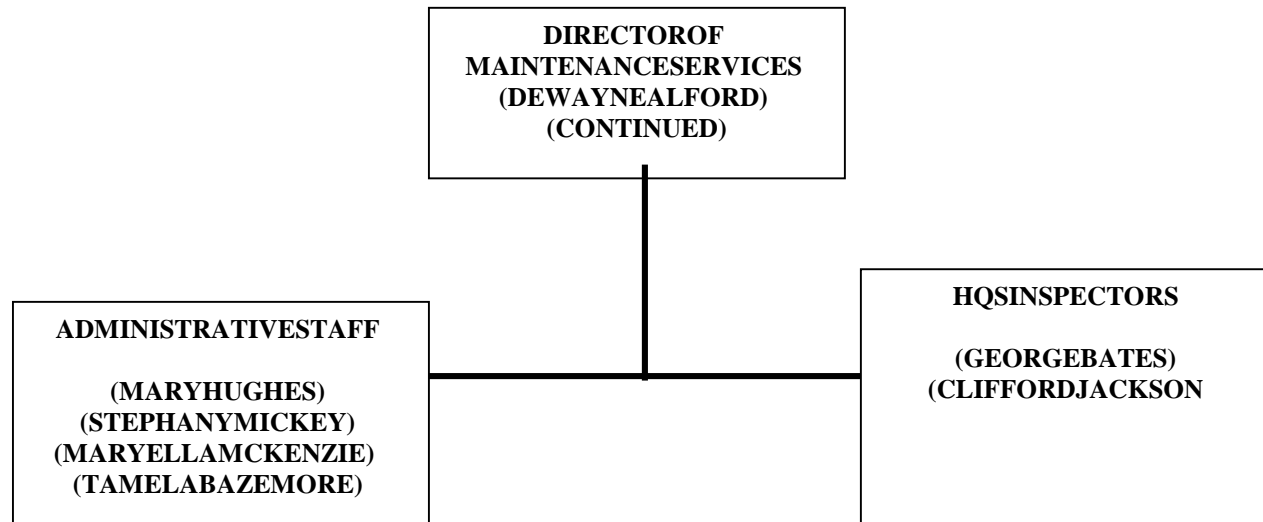 DIRECTOROF
MAINTENANCESERVICES
(DEWAYNEALFORD)
(CONTINUED)
ADMINISTRATIVESTAFF
(MARYHUGHES)
(STEPHANYMICKEY)
(MARYELLAMCKENZIE)
(TAMELABAZEMORE)
HQSINSPECTORS
(GEORGEBATES)
(CLIFFORDJACKSON